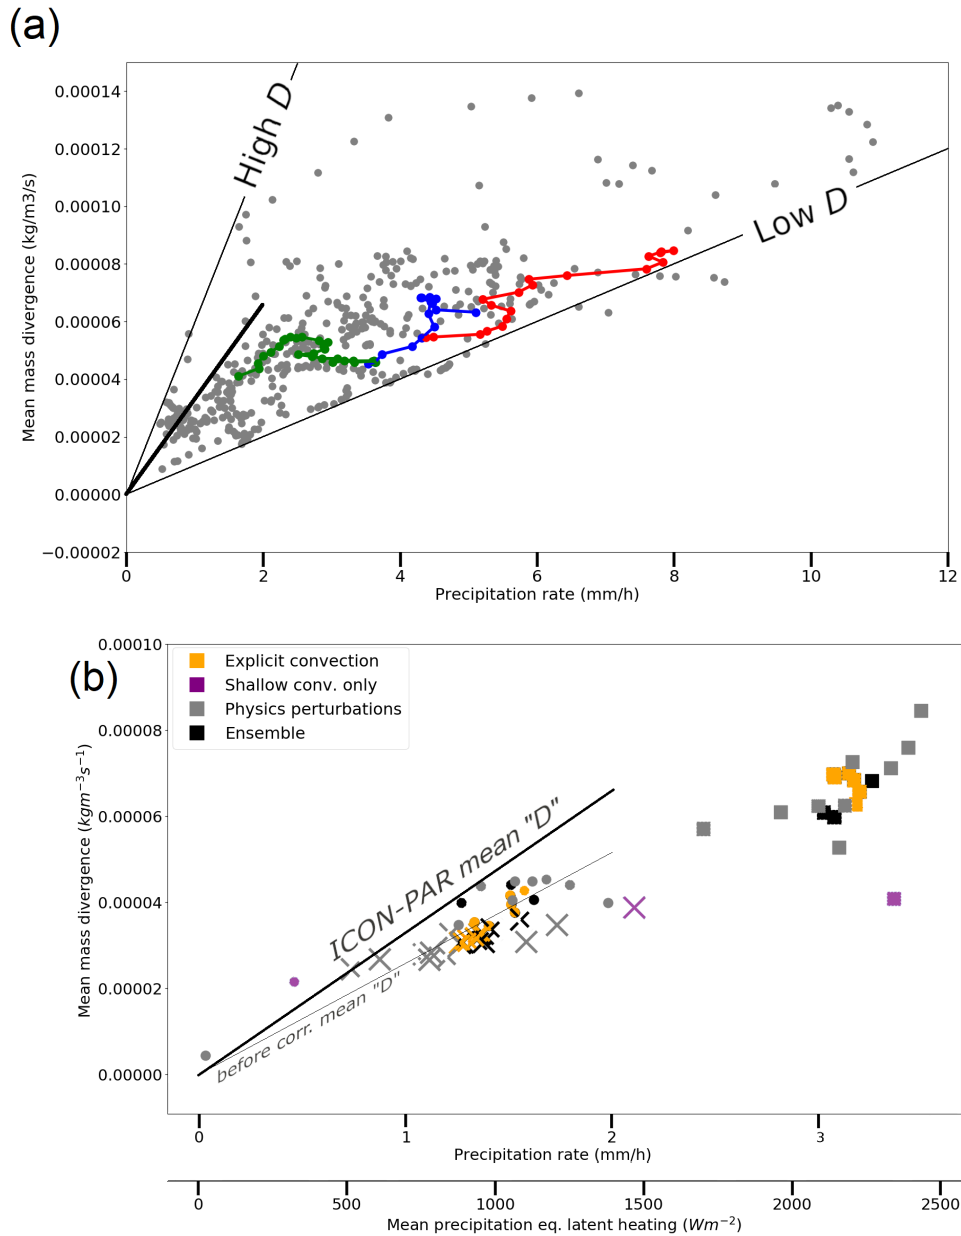 (a)
0.00014
0.00012
0.00010
0.00008
0.00006
0.00004
0.00002
0.00000
−0.00002
Mean mass divergence (kg/m3/s)
High D
Low D
0 2 4 6 8 10 12
Precipitation rate (mm/h)
(b)
0.00010
0.00008
0.00006
0.00004
0.00002
0.00000
Mean mass divergence (kgm−3s−1)
Explicit convection
Shallow conv. only
Physics perturbations
Ensemble
ICON-PAR mean "D"
before corr. mean "D"
0 1 2 3
Precipitation rate (mm/h)
0 500 1000 1500 2000 2500
Mean precipitation eq. latent heating (Wm−2)